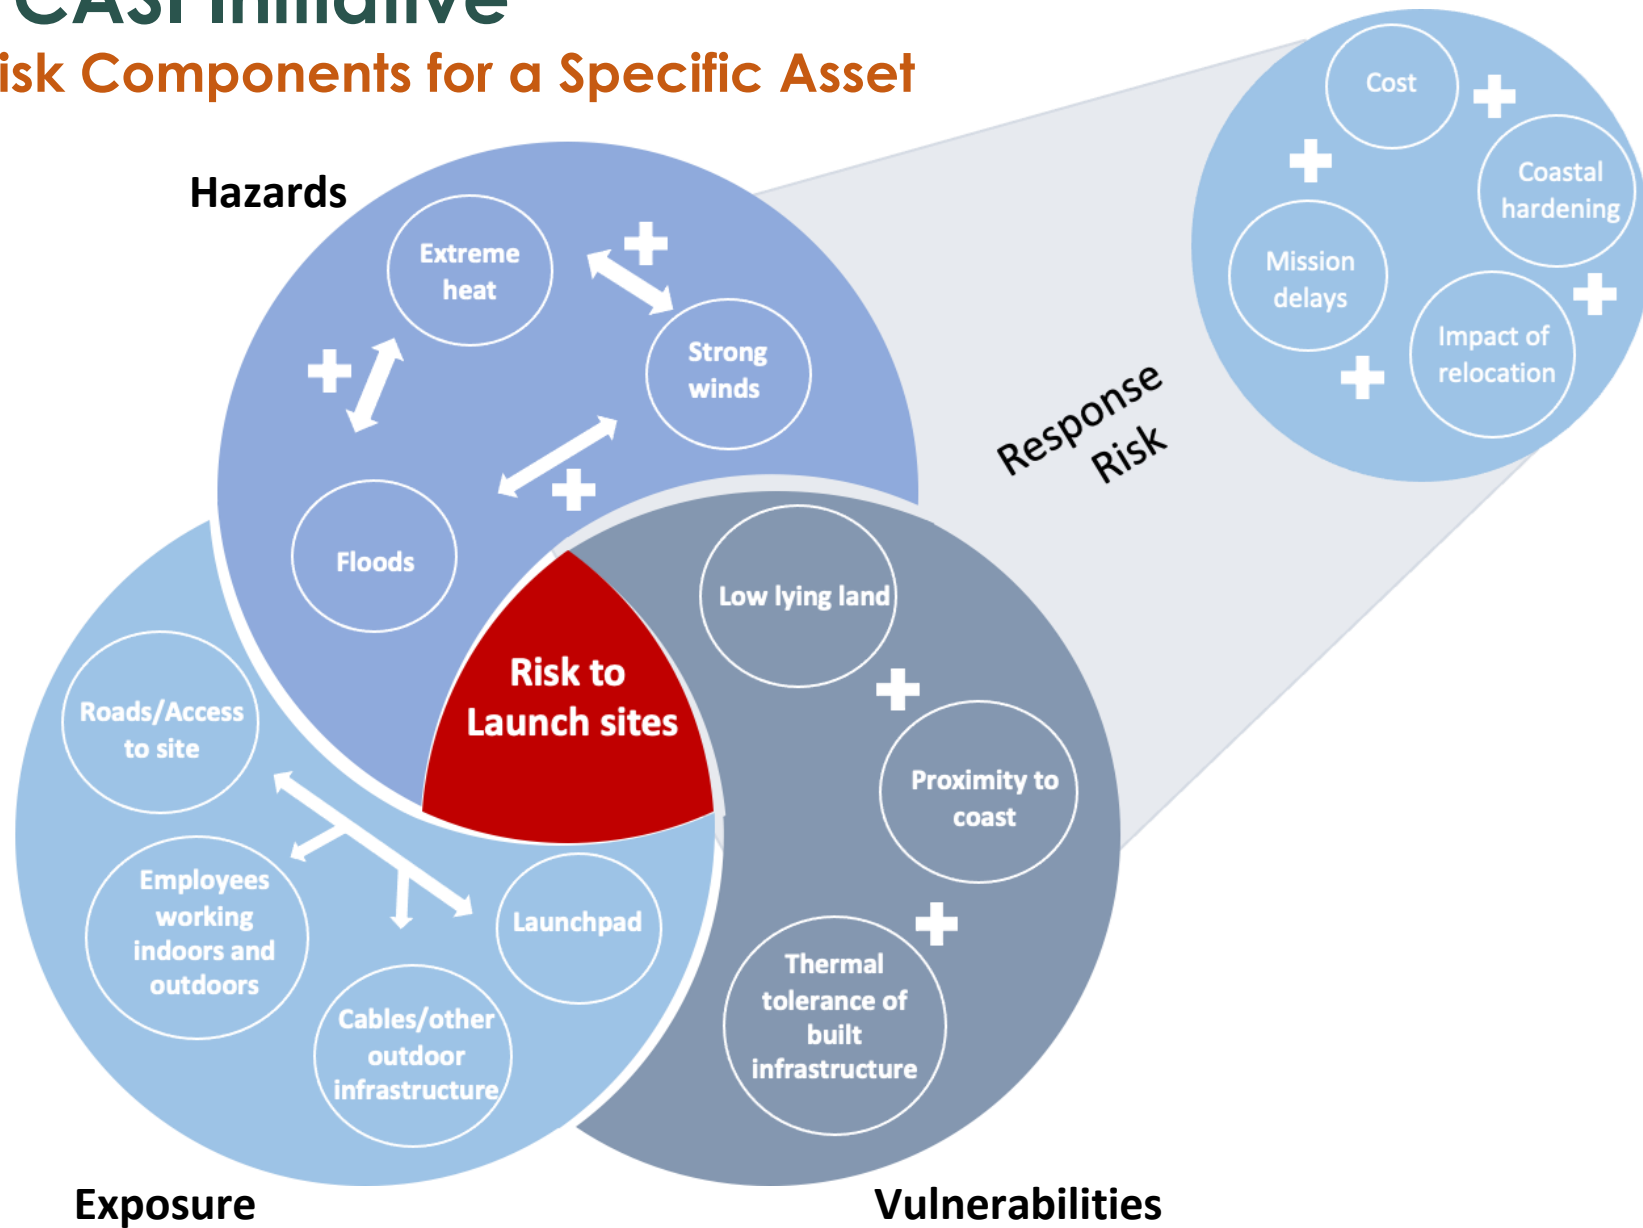 CASI Initiative
isk Components for a Specific Asset
Hazards
Extreme
heat
Strong
winds
Floods
Cost
Coastal
hardening
Mission
delays
Impact of
relocation
Response
Risk
Risk to
Launch sites
Low lying land
Proximity to
coast
Thermal
tolerance of
built
infrastructure
Roads/Access
to site
Employees
working
indoors and
outdoors
Cables/other
outdoor
infrastructure
Launchpad
Exposure
Vulnerabilities